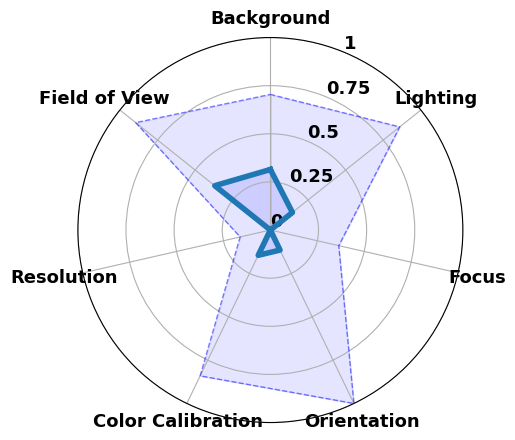 Background
1
0.75
Field of View
Lighting
0.5
0.25
0
Resolution
Focus
Color Calibration
Orientation